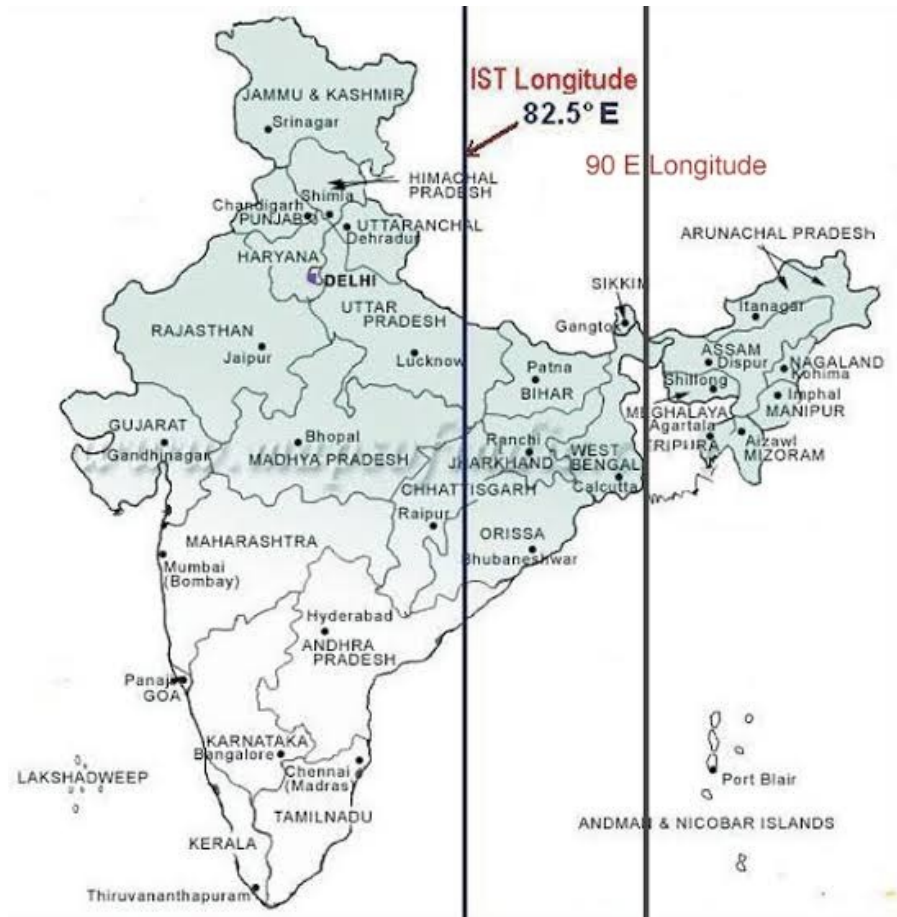 IST Longitude
82.5° E
90 E Longitude
JAMMU & KASHMIR
Srinagar
HIMACHAL
PRADESH
Shimla
Chandigarh
PUNJAB
UTTARANCHAL
Dehradun
HARYANA
DELHI
ARUNACHAL PRADESH
SIKKIM
Gangtok
Itanagar
UTTAR
PRADESH
RAJASTHAN
Jaipur
Lucknow
Patna
BIHAR
ASSAM
Dispur
NAGALAND
Kohima
Shillong
Imphal
MANIPUR
MEGHALAYA
Agartala
TRIPURA
Aizawl
MIZORAM
GUJARAT
Gandhinagar
Bhopal
MADHYA PRADESH
Ranchi
JHARKHAND
WEST
BENGAL
Calcutta
CHHATTISGARH
Raipur
ORISSA
Bhubaneshwar
MAHARASHTRA
Mumbai
(Bombay)
Hyderabad
ANDHRA
PRADESH
Panaji
GOA
KARNATAKA
Bangalore
Chennai
(Madras)
LAKSHADWEEP
TAMILNADU
KERALA
Thiruvananthapuram
Port Blair
ANDMAN & NICOBAR ISLANDS